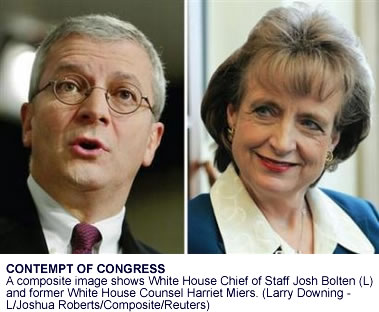 CONTEMPT OF CONGRESS
A composite image shows White House Chief of Staff Josh Bolten (L)
and former White House Counsel Harriet Miers. (Larry Downing -
L/Joshua Roberts/Composite/Reuters)